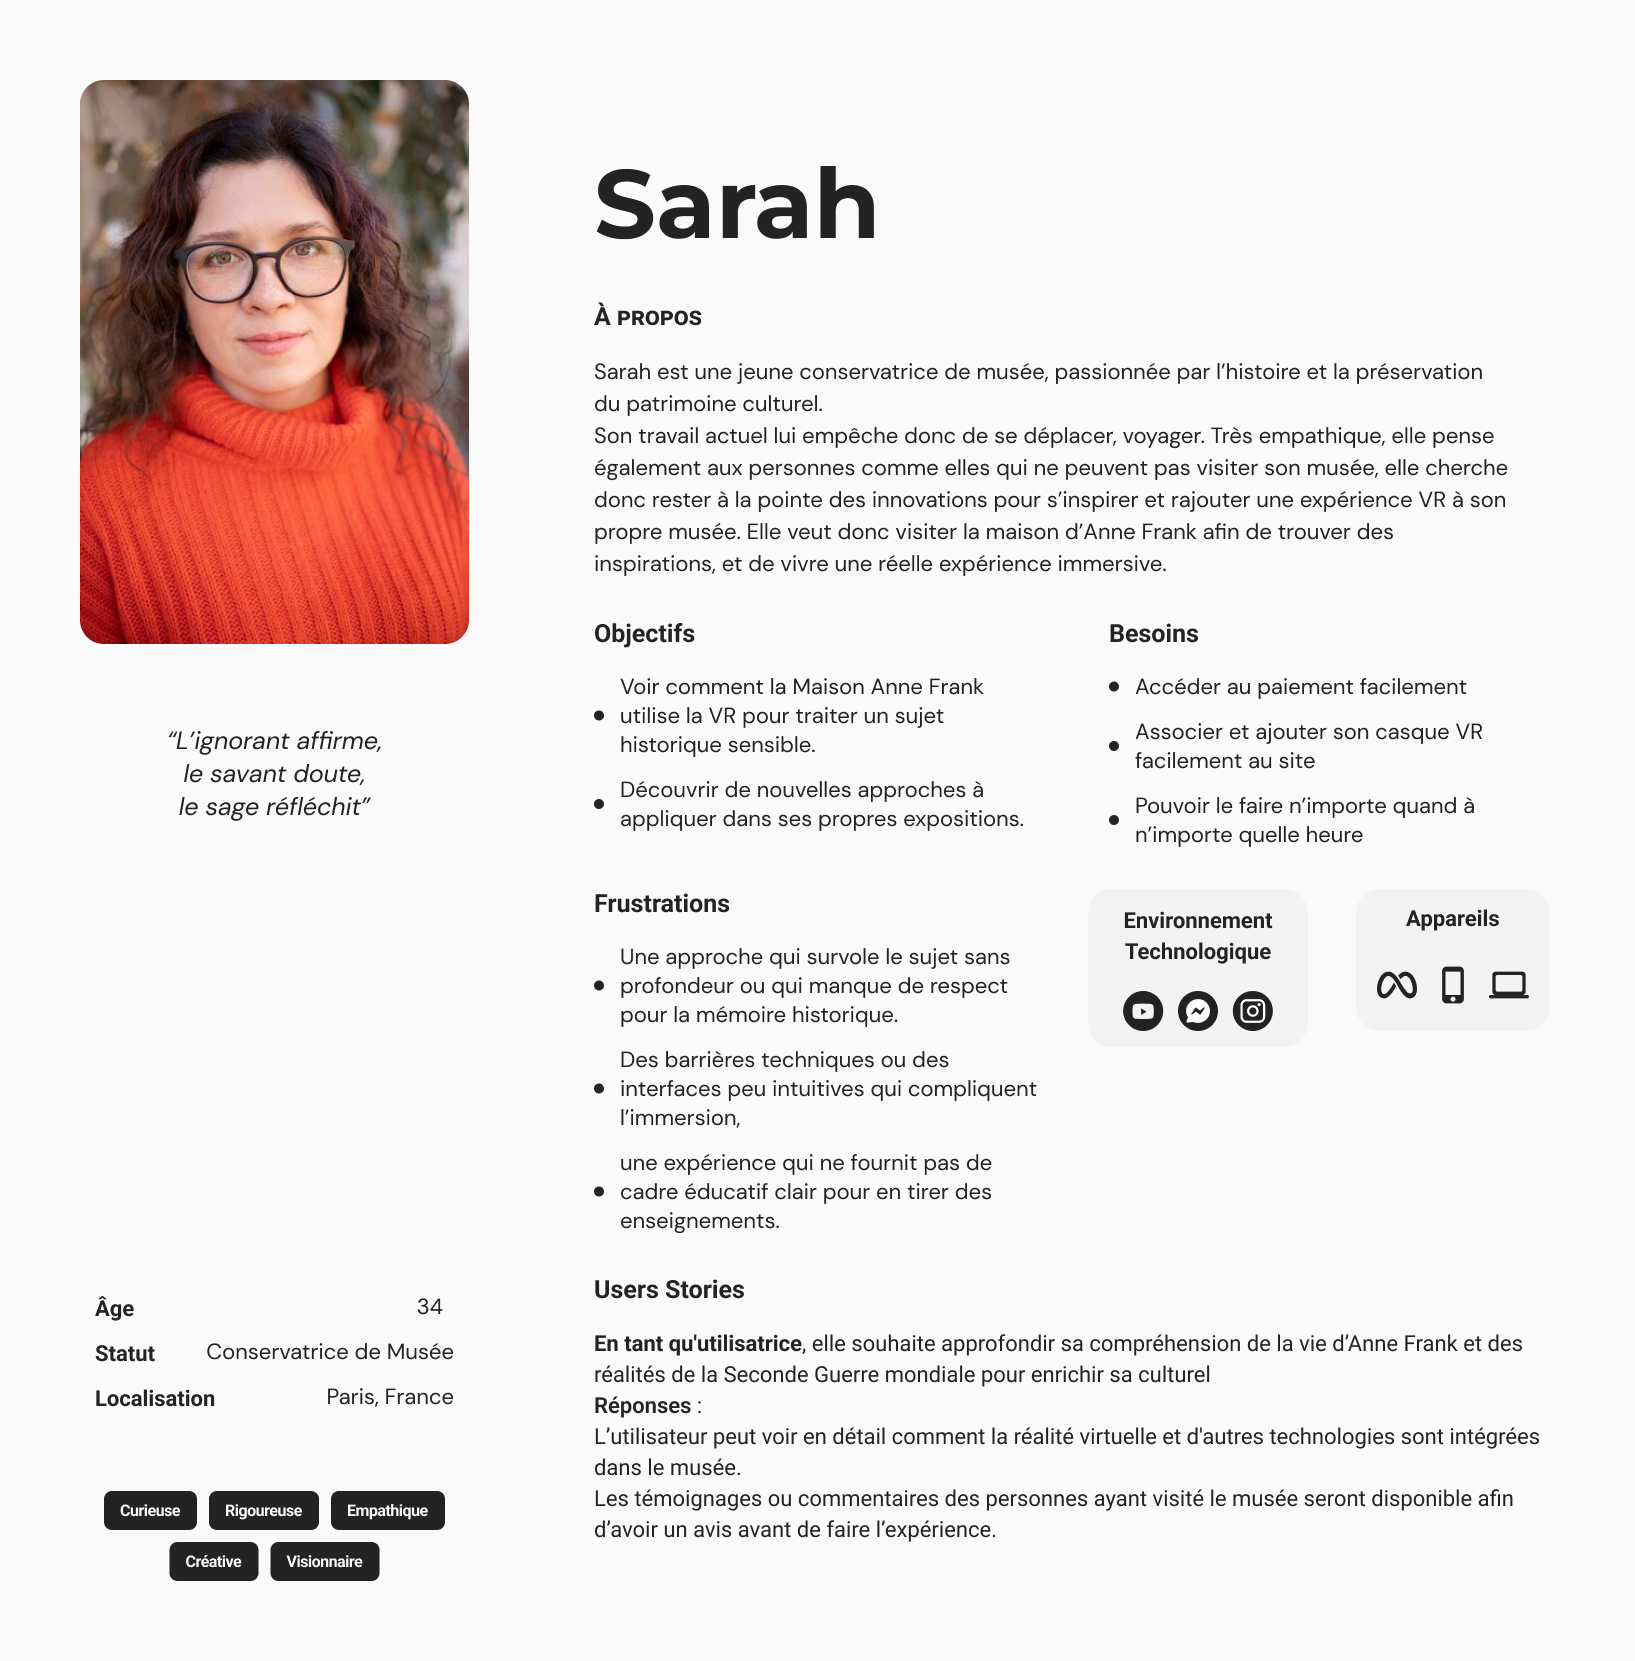 Sarah
À PROPOS
Sarah est une jeune conservatrice de musée, passionnée par l’histoire et la préservation
du patrimoine culturel.
Son travail actuel lui empêche donc de se déplacer, voyager. Très empathique, elle pense
également aux personnes comme elles qui ne peuvent pas visiter son musée, elle cherche
donc rester à la pointe des innovations pour s’inspirer et rajouter une expérience VR à son
propre musée. Elle veut donc visiter la maison d’Anne Frank afin de trouver des
inspirations, et de vivre une réelle expérience immersive.
“L’ignorant affirme,
le savant doute,
le sage réfléchit”
Objectifs
Voir comment la Maison Anne Frank
utilise la VR pour traiter un sujet
historique sensible.
Découvrir de nouvelles approches à
appliquer dans ses propres expositions.
Besoins
Accéder au paiement facilement
Associer et ajouter son casque VR
facilement au site
Pouvoir le faire n’importe quand à
n’importe quelle heure
Frustrations
Une approche qui survole le sujet sans
profondeur ou qui manque de respect
pour la mémoire historique.
Des barrières techniques ou des
interfaces peu intuitives qui compliquent
l’immersion,
une expérience qui ne fournit pas de
cadre éducatif clair pour en tirer des
enseignements.
Environnement
Technologique
Appareils
Âge 34
Statut Conservatrice de Musée
Localisation Paris, France
Curieuse Rigoureuse Empathique
Créative Visionnaire
Users Stories
En tant qu'utilisatrice, elle souhaite approfondir sa compréhension de la vie d’Anne Frank et des
réalités de la Seconde Guerre mondiale pour enrichir sa culturel
Réponses :
L’utilisateur peut voir en détail comment la réalité virtuelle et d'autres technologies sont intégrées
dans le musée.
Les témoignages ou commentaires des personnes ayant visité le musée seront disponible afin
d’avoir un avis avant de faire l’expérience.